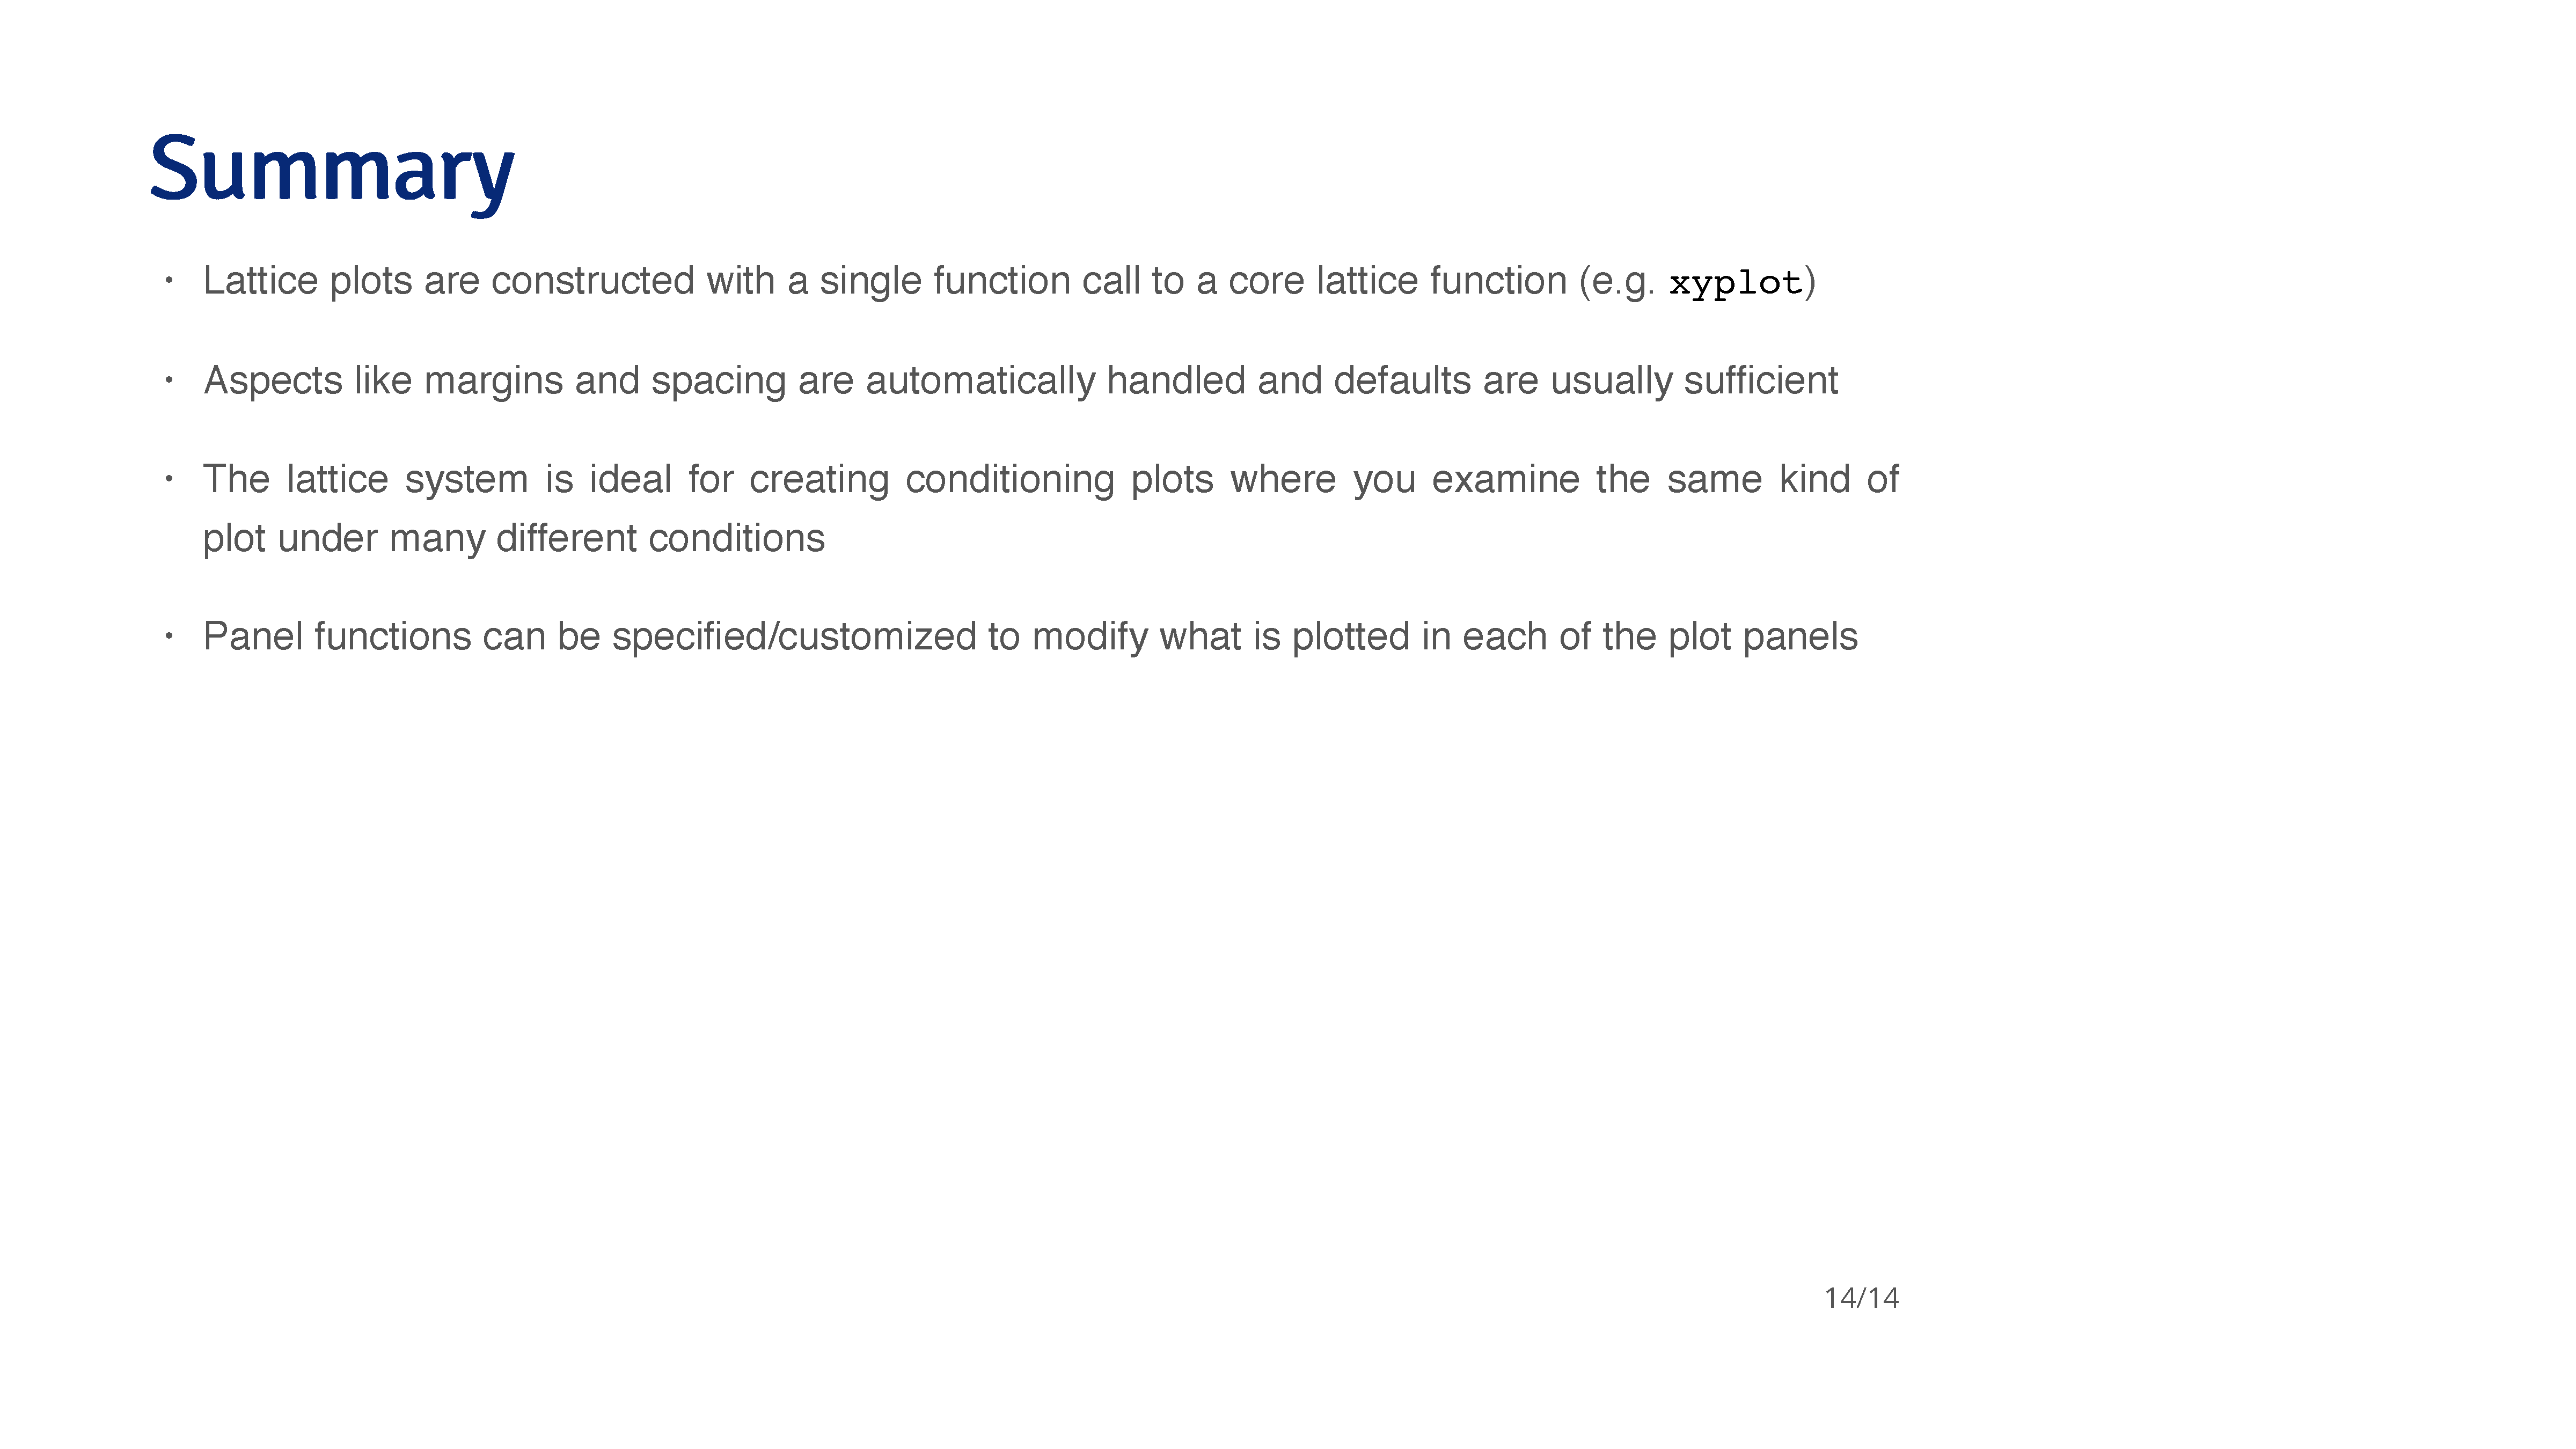 Summary
• Lattice plots are constructed with a single function call to a core lattice function (e.g. xyplot)
• Aspects like margins and spacing are automatically handled and defaults are usually sufficient
• The lattice system is ideal for creating conditioning plots where you examine the same kind of
plot under many different conditions
• Panel functions can be specified/customized to modify what is plotted in each of the plot panels
14/14